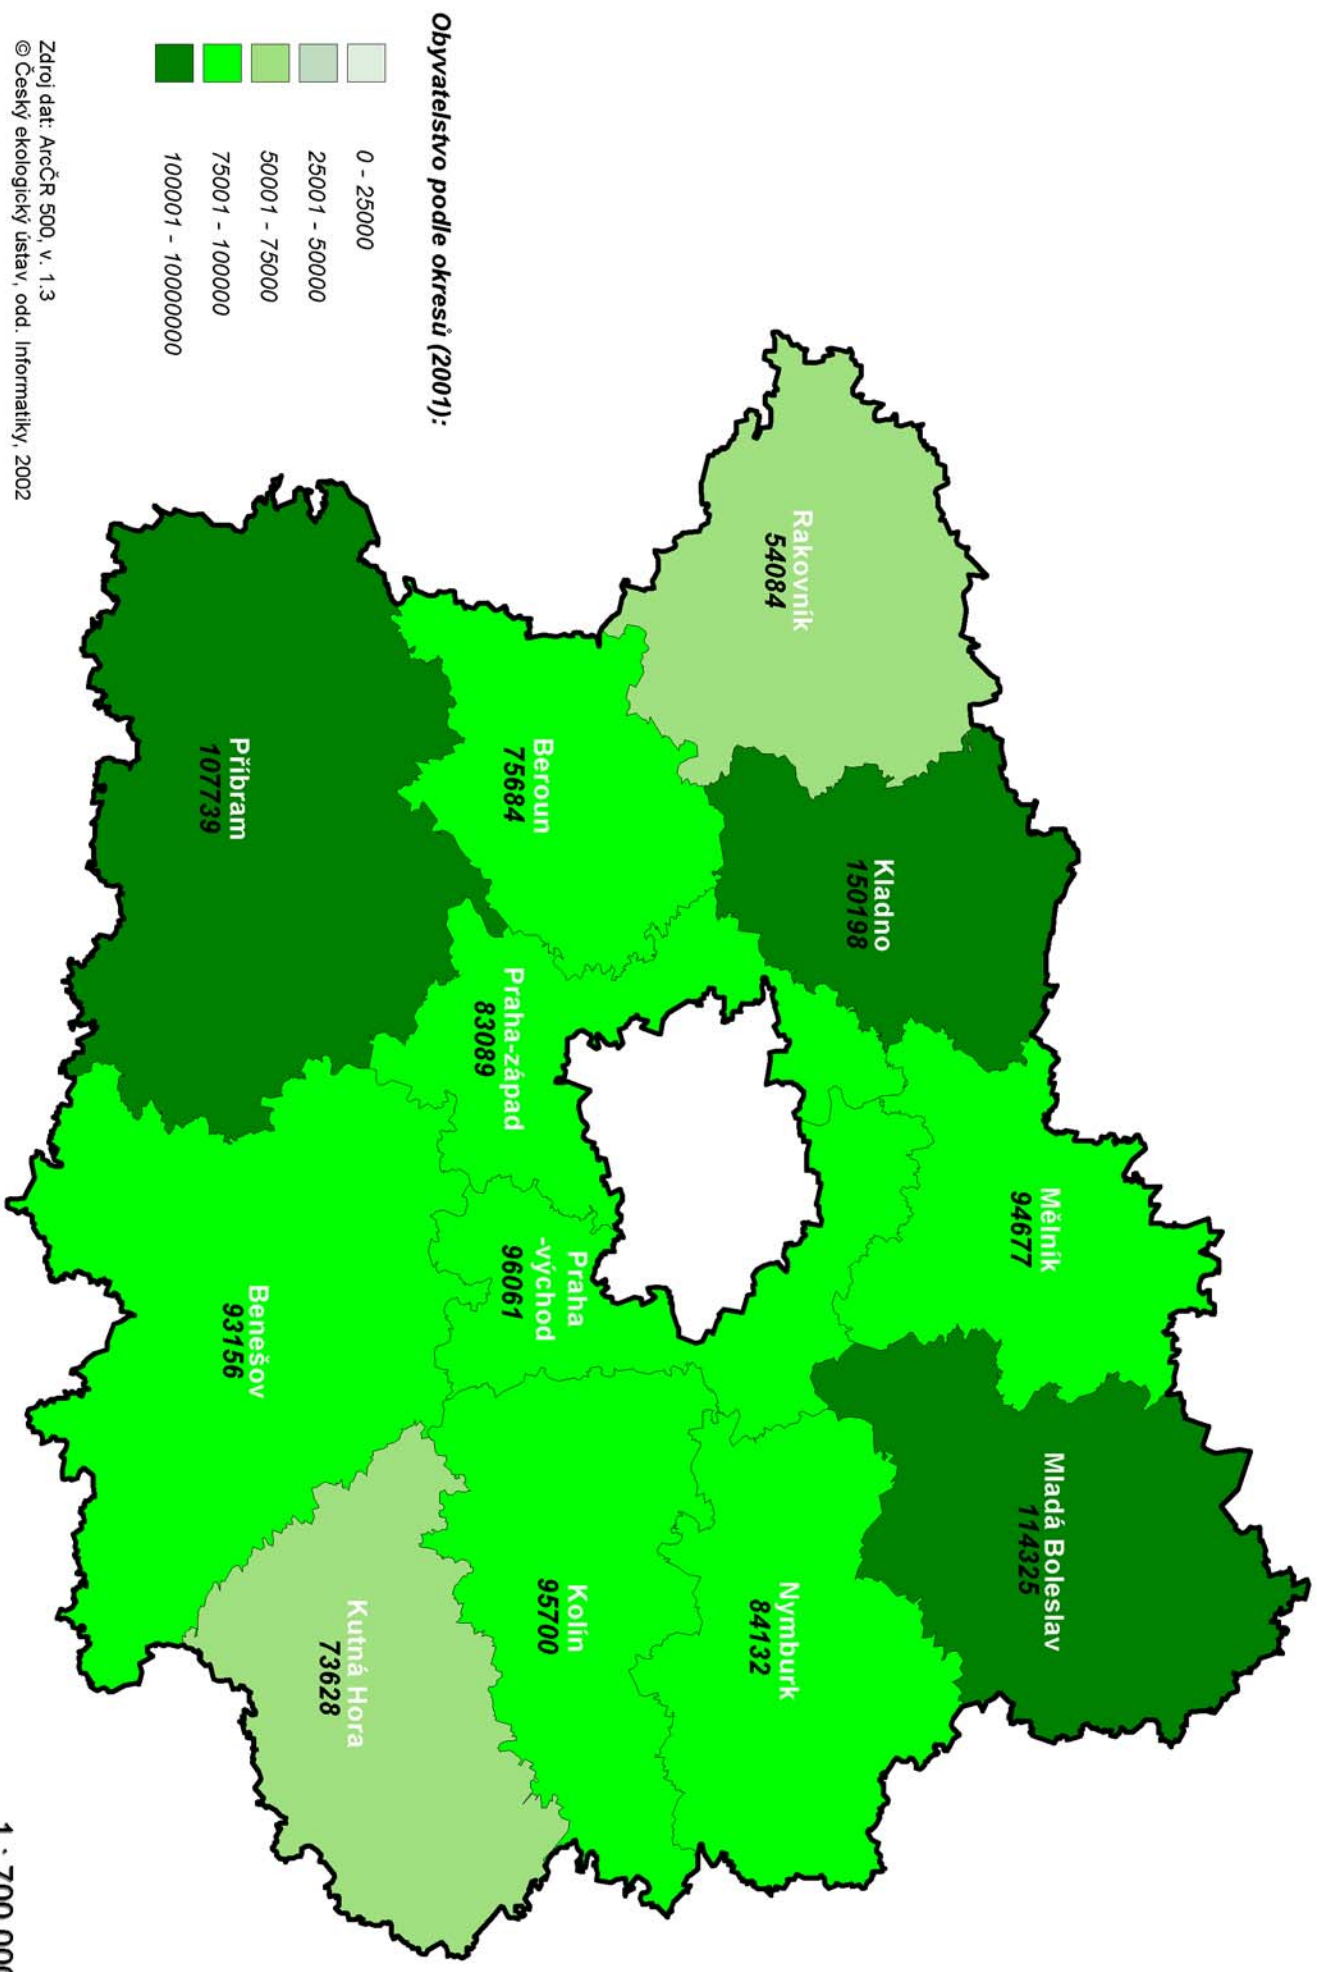 Mladá Boleslav
114325
Mělník
94677
Kladno
150198
Rakovník
54084
Nymburk
84132
Praha
-východ
96061
Kolín
95700
Beroun
75684
Praha-západ
83089
Obyvatelstvo podle okresů (2001):
0 - 25000
25001 - 50000
50001 - 75000
75001 - 100000
100001 - 10000000
Kutná Hora
73628
Benešov
93156
Příbram
107739
Zdroj dat: ArcČR 500, v. 1.3
© Český ekologický ústav, odd. Informatiky, 2002